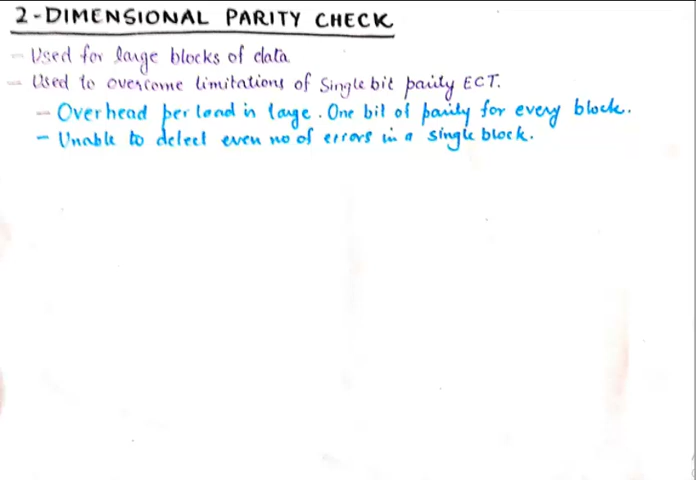 2-DIMENSIONAL PARITY CHECK
- Used for large blocks of data
- Used to overcome limitations of Single bit parity ECT.
- Overhead per load is large. One bit of parity for every block.
- Unable to detect even no of errors in a single block.